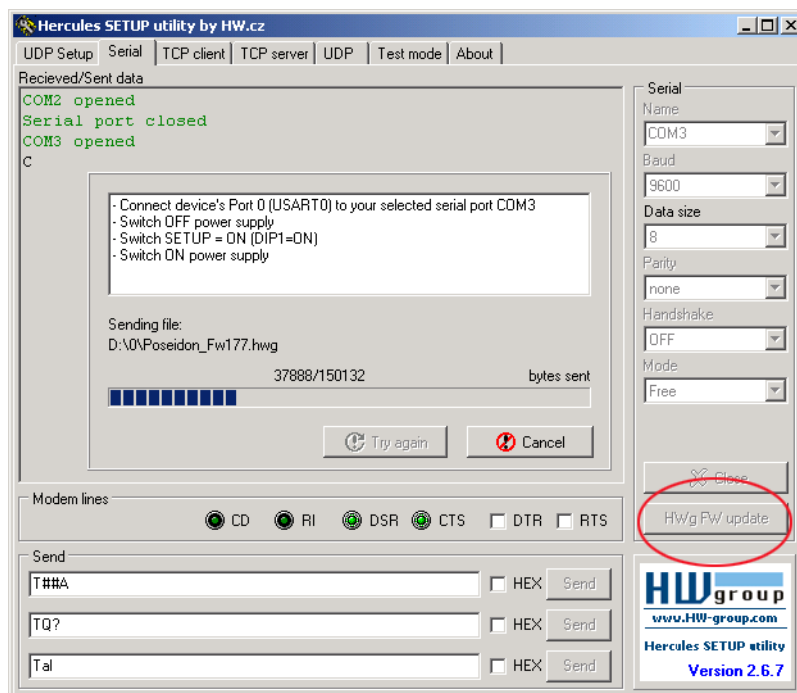 Hercules SETUP utility by HW.cz
UDP Setup Serial TCP client TCP server UDP Test mode About
Recieved/Sent data
COM2 opened
Serial port closed
COM3 opened
C
- Connect device's Port 0 (USART0) to your selected serial port COM3
- Switch OFF power supply
- Switch SETUP = ON (DIP1=ON)
- Switch ON power supply
Sending file:
D:\0\Poseidon_Fw177.hwg
37888/150132 bytes sent
Try again Cancel
Serial
Name
COM3
Baud
9600
Data size
8
Parity
none
Handshake
OFF
Mode
Free
Close
HWg FW update
Modem lines
CD RI DSR CTS DTR RTS
Send
T##A HEX Send
TQ? HEX Send
Tal HEX Send
HW group
www.HW-group.com
Hercules SETUP utility
Version 2.6.7